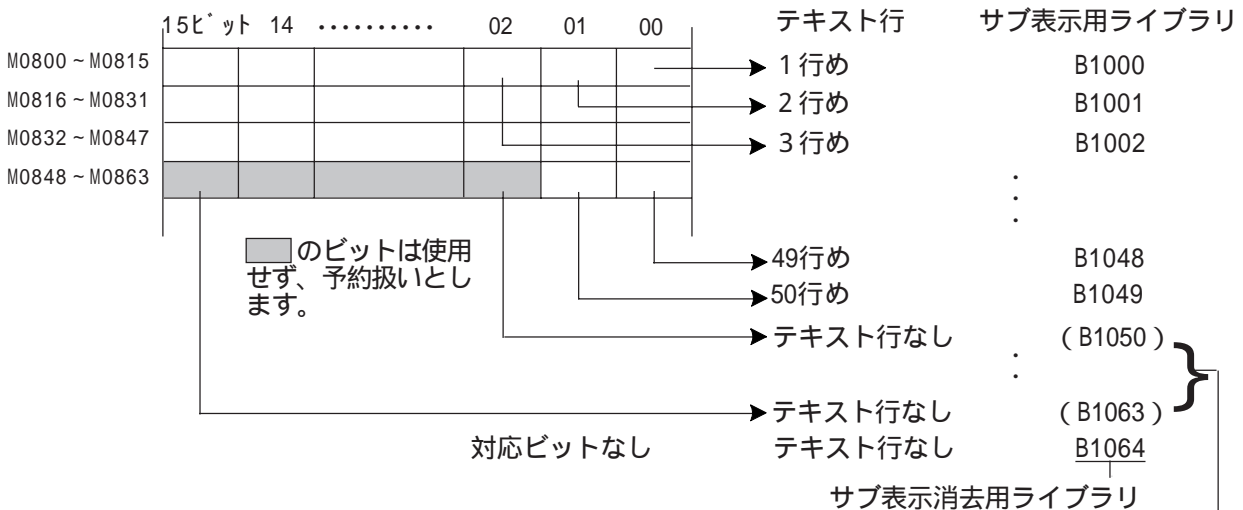 15ビット 14 ･･････････ 02 01 00 テキスト行 サブ表示用ライブラリ
M0800～M0815 1行め B1000
M0816～M0831 2行め B1001
M0832～M0847 3行め B1002
M0848～M0863
のビットは使用
せず、予約扱いとし
ます。
49行め B1048
50行め B1049
テキスト行なし (B1050)
テキスト行なし (B1063)
対応ビットなし テキスト行なし B1064
サブ表示消去用ライブラリ